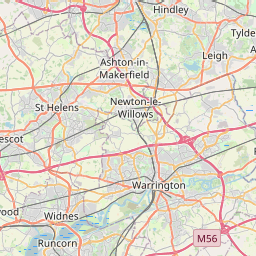 Hindley
Tylde
Leigh
Ashton-in-
Makerfield
St Helens
Newton-le-
Willows
escot
Warrington
ood
Widnes
M56
Runcorn